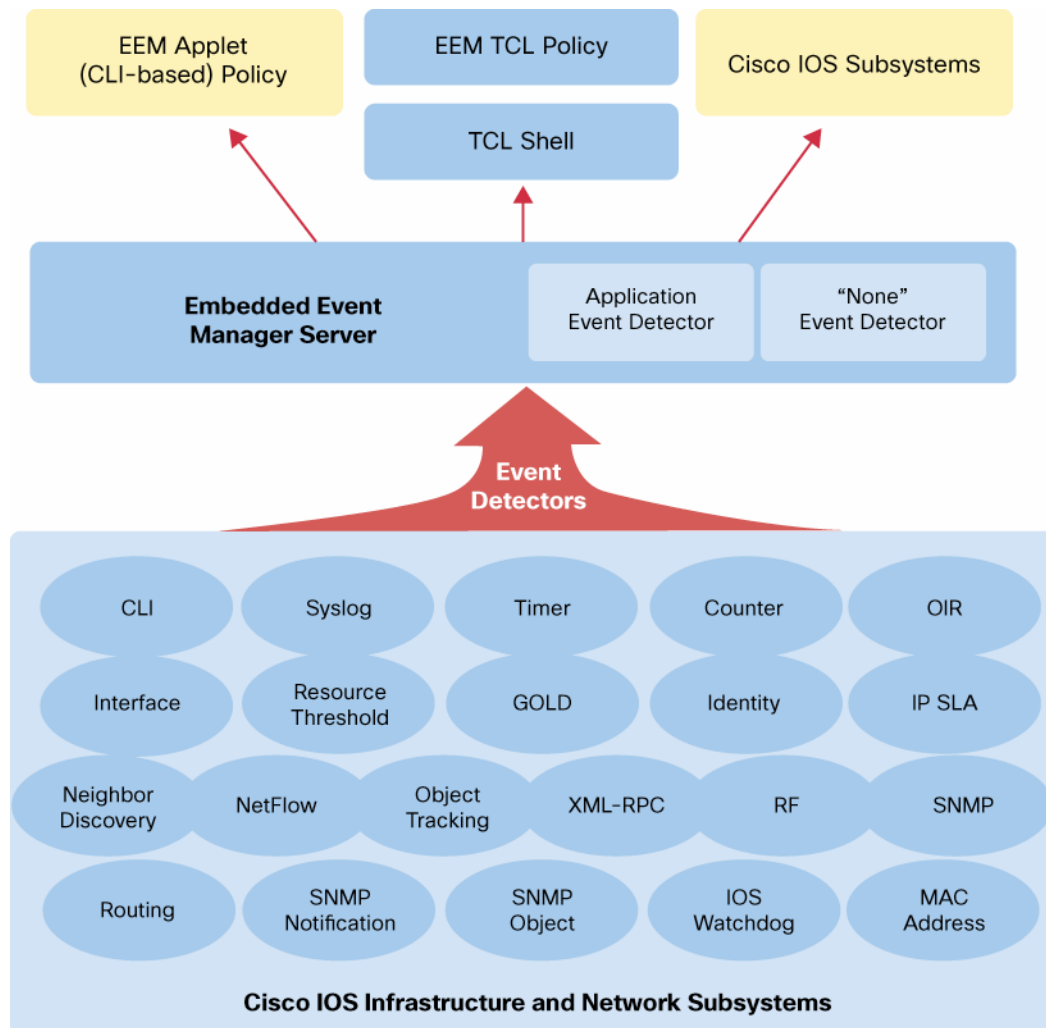 EEM Applet
(CLI-based) Policy
EEM TCL Policy
Cisco IOS Subsystems
TCL Shell
Embedded Event
Manager Server
Application
Event Detector
“None”
Event Detector
Event
Detectors
CLI
Syslog
Timer
Counter
OIR
Interface
Resource
Threshold
GOLD
Identity
IP SLA
Neighbor
Discovery
NetFlow
Object
Tracking
XML-RPC
RF
SNMP
Routing
SNMP
Notification
SNMP
Object
IOS
Watchdog
MAC
Address
Cisco IOS Infrastructure and Network Subsystems